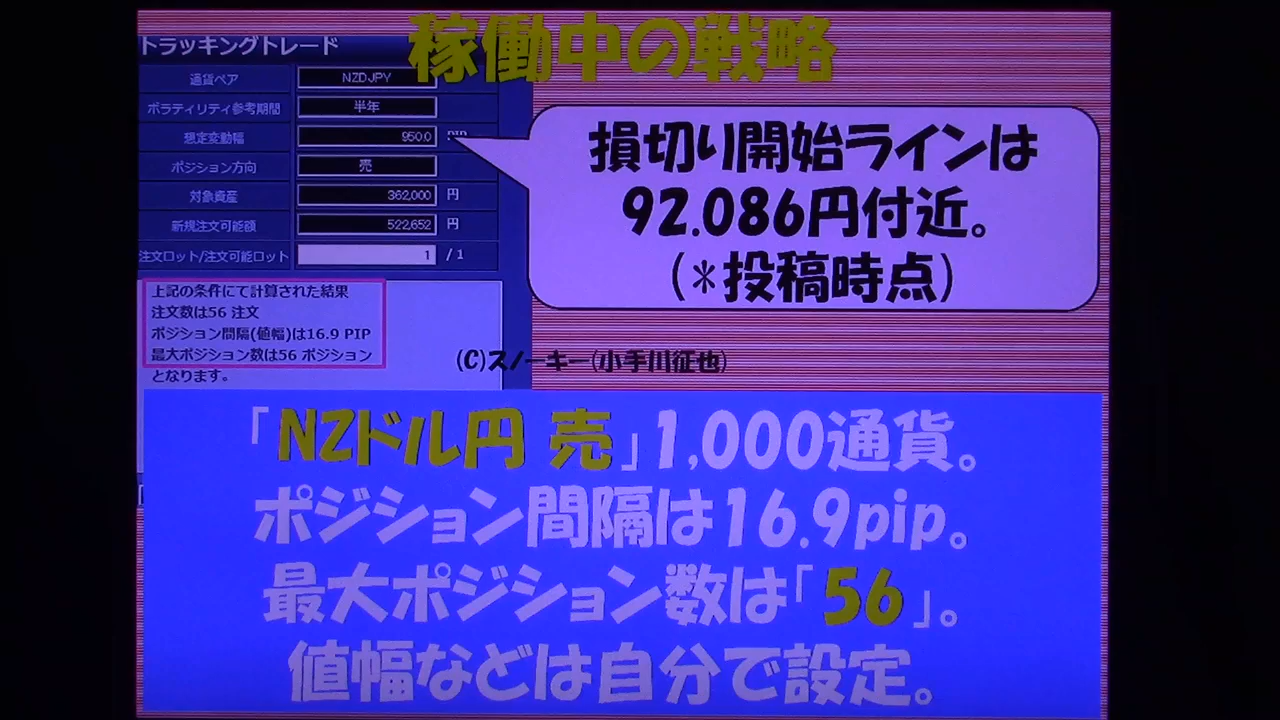 稼働中の戦略
トラッキングトレード
通貨ペア NZDJPY
ボラティリティ参考期間 半年
想定変動幅 950.0 PIP
ポジション方向 売
対象資産 362,000 円
新規注文可能額 522,652 円
注文ロット/注文可能ロット 1 / 1
損切り開始ラインは
92.086円付近。
(*投稿時点)
上記の条件にて計算された結果
注文数は56 注文
ポジション間隔(値幅)は16.9 PIP
最大ポジション数は56 ポジション
となります。
(C)スノーキー(小手川征也)
「NZドル円 売」1,000通貨。
ポジション間隔は16.9pip。
最大ポジション数は「56」。
値幅などは自分で設定。